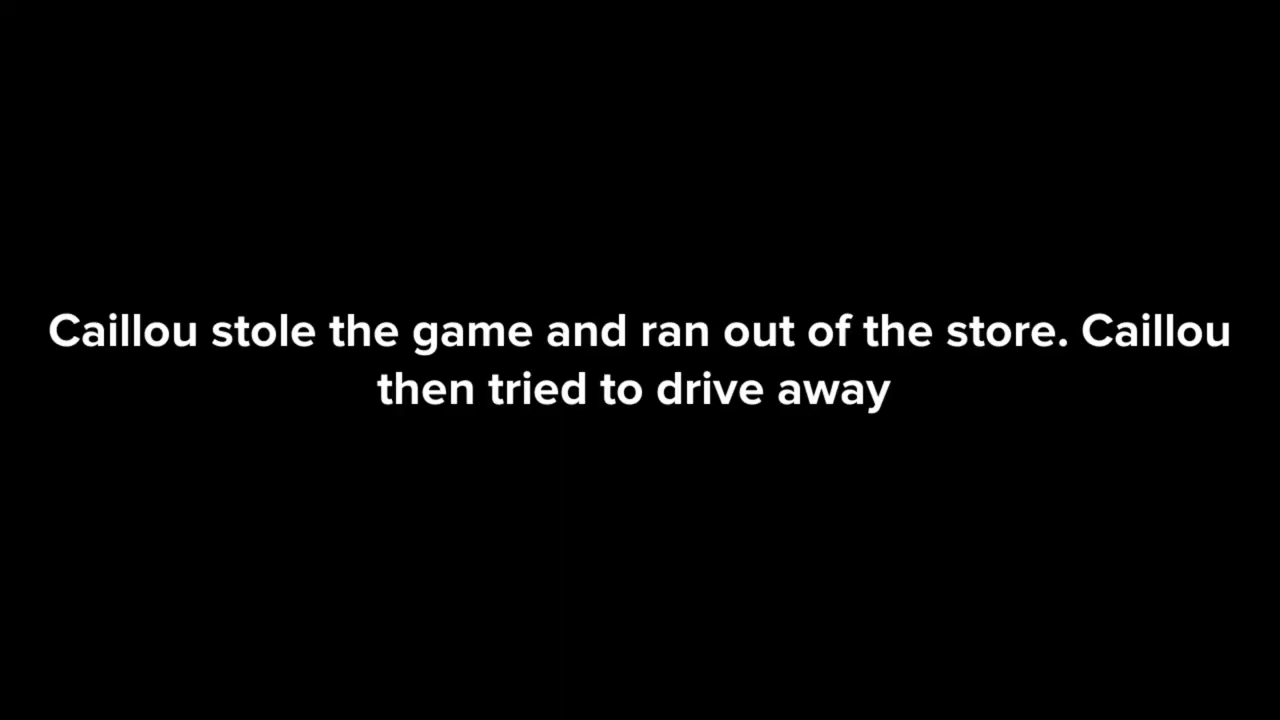 Caillou stole the game and ran out of the store. Caillou
then tried to drive away